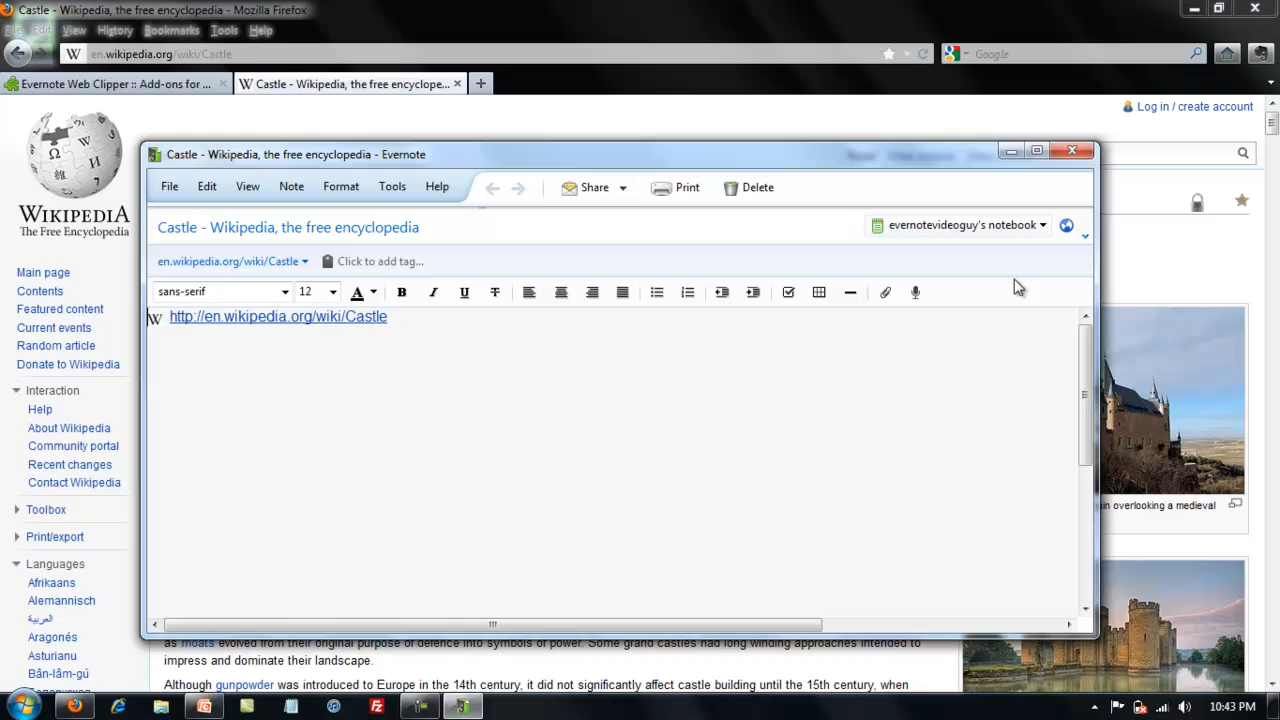 Castle - Wikipedia, the free encyclopedia - Mozilla Firefox
File Edit View History Bookmarks Tools Help
W en.wikipedia.org/wiki/Castle
Google
Evernote Web Clipper :: Add-ons for ...
W Castle - Wikipedia, the free encyclope...
Log in / create account
WIKIPEDIA
The Free Encyclopedia
Main page
Contents
Featured content
Current events
Random article
Donate to Wikipedia
Interaction
Help
About Wikipedia
Community portal
Recent changes
Contact Wikipedia
Toolbox
Print/export
Languages
Afrikaans
Alemannisch
العربية
Aragonés
Asturianu
Bân-lâm-gú
Castle - Wikipedia, the free encyclopedia - Evernote
File Edit View Note Format Tools Help
Share Print Delete
Castle - Wikipedia, the free encyclopedia
evernotevideoguy's notebook
en.wikipedia.org/wiki/Castle
Click to add tag...
sans-serif 12 A B I U T
W http://en.wikipedia.org/wiki/Castle
in overlooking a medieval
as moats evolved from their original purpose of defence into symbols of power. Some grand castles had long winding approaches intended to
impress and dominate their landscape.
Although gunpowder was introduced to Europe in the 14th century, it did not significantly affect castle building until the 15th century, when
10:43 PM